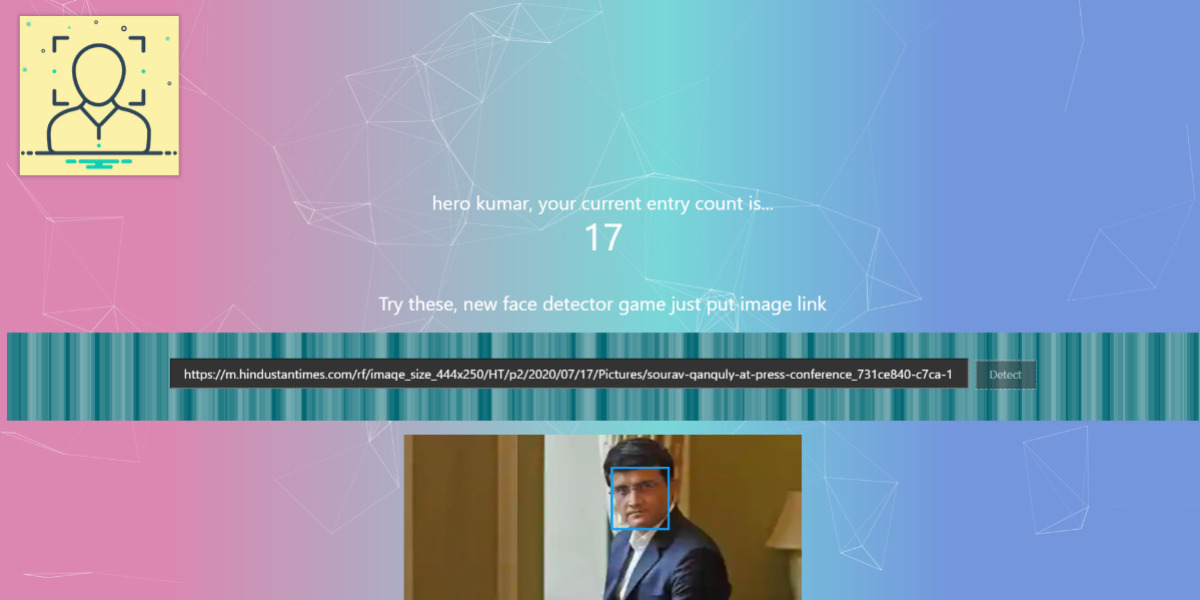 hero kumar, your current entry count is...
17
Try these, new face detector game just put image link
https://m.hindustantimes.com/rf/image_size_444x250/HT/p2/2020/07/17/Pictures/sourav-ganguly-at-press-conference_731ce840-c7ca-1
Detect